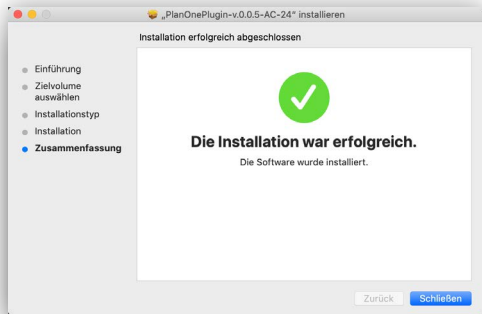 „PlanOnePlugin-v.0.0.5-AC-24“ installieren
Installation erfolgreich abgeschlossen
Einführung
Zielvolume
auswählen
Installationstyp
Installation
Zusammenfassung
Die Installation war erfolgreich.
Die Software wurde installiert.
Zurück
Schließen